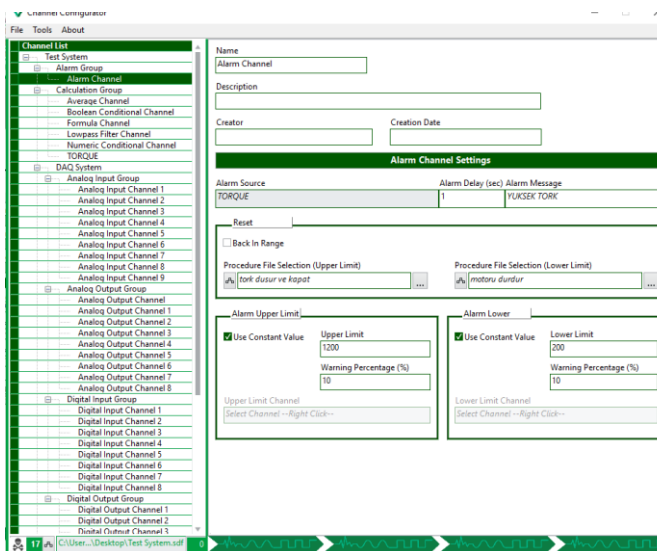 Channel Configurator
File Tools About
Channel List
Test System
Alarm Group
Alarm Channel
Calculation Group
Average Channel
Boolean Conditional Channel
Formula Channel
Lowpass Filter Channel
Numeric Conditional Channel
TORQUE
DAQ System
Analog Input Group
Analog Input Channel 1
Analog Input Channel 2
Analog Input Channel 3
Analog Input Channel 4
Analog Input Channel 5
Analog Input Channel 6
Analog Input Channel 7
Analog Input Channel 8
Analog Input Channel 9
Analog Output Group
Analog Output Channel
Analog Output Channel 1
Analog Output Channel 2
Analog Output Channel 3
Analog Output Channel 4
Analog Output Channel 5
Analog Output Channel 6
Analog Output Channel 7
Analog Output Channel 8
Digital Input Group
Digital Input Channel 1
Digital Input Channel 2
Digital Input Channel 3
Digital Input Channel 4
Digital Input Channel 5
Digital Input Channel 6
Digital Input Channel 7
Digital Input Channel 8
Digital Output Group
Digital Output Channel 1
Digital Output Channel 2
Digital Output Channel 3
17 C:\User...\Desktop\Test System.sdf 0
Name
Alarm Channel
Description
Creator Creation Date
Alarm Channel Settings
Alarm Source Alarm Delay (sec) Alarm Message
TORQUE 1 YUKSEK TORK
Reset
Back In Range
Procedure File Selection (Upper Limit) Procedure File Selection (Lower Limit)
tork dusur ve kapat ... motoru durdur ...
Alarm Upper Limit Alarm Lower
Use Constant Value Upper Limit Use Constant Value Lower Limit
1200 200
Warning Percentage (%) Warning Percentage (%)
10 10
Upper Limit Channel Lower Limit Channel
Select Channel --Right Click-- Select Channel --Right Click--